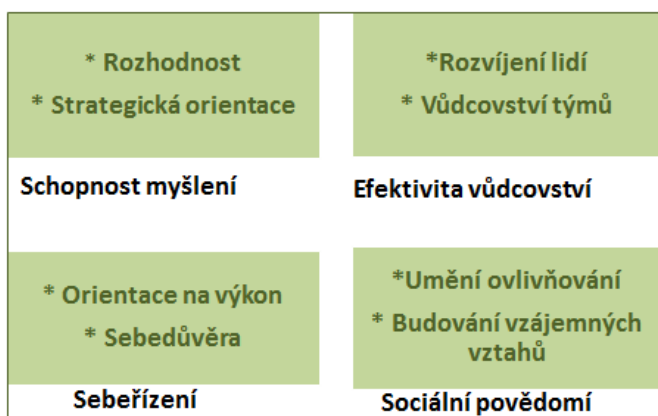 * Rozhodnost
* Strategická orientace
Schopnost myšlení
*Rozvíjení lidí
* Vůdcovství týmů
Efektivita vůdcovství
* Orientace na výkon
* Sebedůvěra
Sebeřízení
*Umění ovlivňování
* Budování vzájemných
vztahů
Sociální povědomí